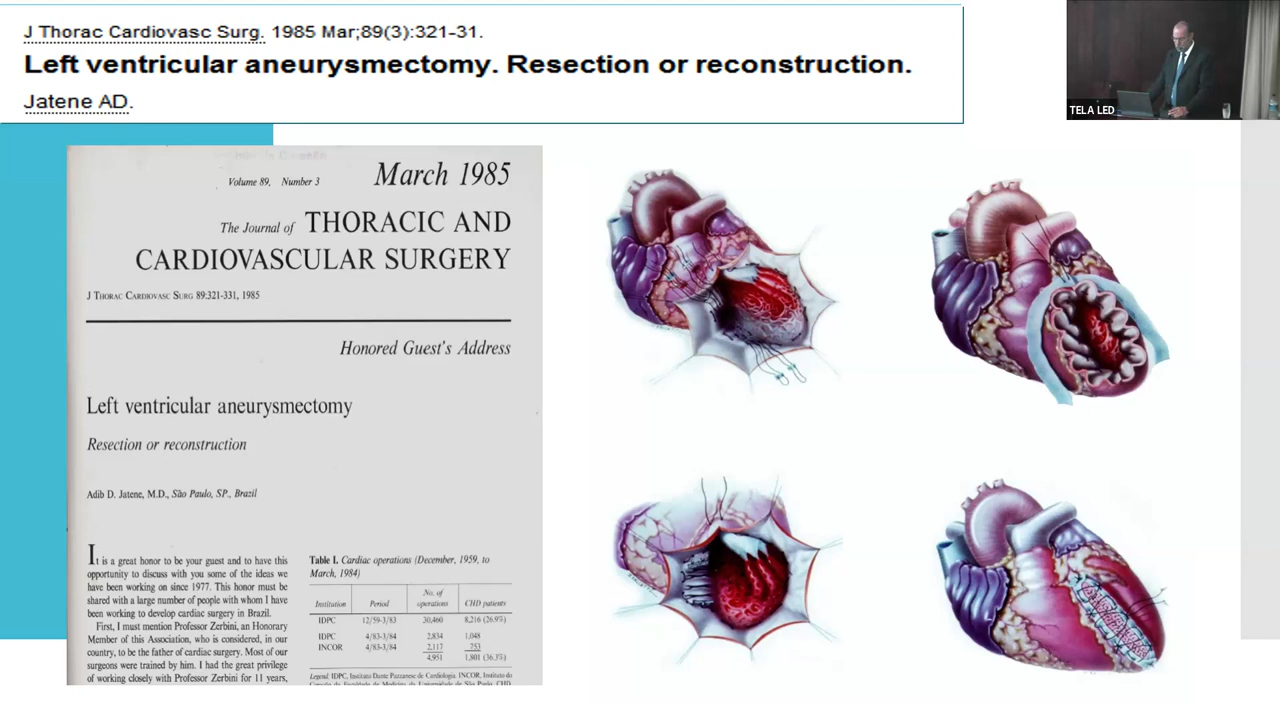 J Thorac Cardiovasc Surg. 1985 Mar;89(3):321-31.
Left ventricular aneurysmectomy. Resection or reconstruction.
Jatene AD.
TELA LED
Volume 89, Number 3
March 1985
The Journal of THORACIC AND
CARDIOVASCULAR SURGERY
J THORAC CARDIOVASC SURG 89:321-331, 1985
Honored Guest's Address
Left ventricular aneurysmectomy
Resection or reconstruction
Adib D. Jatene, M.D., São Paulo, SP., Brazil
It is a great honor to be your guest and to have this
opportunity to discuss with you some of the ideas we
have been working on since 1977. This honor must be
shared with a large number of people with whom I have
been working to develop cardiac surgery in Brazil.
First, I must mention Professor Zerbini, an Honorary
Member of this Association, who is considered, in our
country, to be the father of cardiac surgery. Most of our
surgeons were trained by him. I had the great privilege
of working closely with Professor Zerbini for 11 years,
Table I. Cardiac operations (December, 1959, to
March, 1984)
Institution Period No. of operations CHD patients
IDPC 12/59-3/83 30,460 8,216 (26.9%)
IDPC 4/83-3/84 2,834 1,048
INCOR 4/83-3/84 2,117 753
4,951 1,801 (36.3%)
Legend: IDPC, Instituto Dante Pazzanese de Cardiologia. INCOR, Instituto do